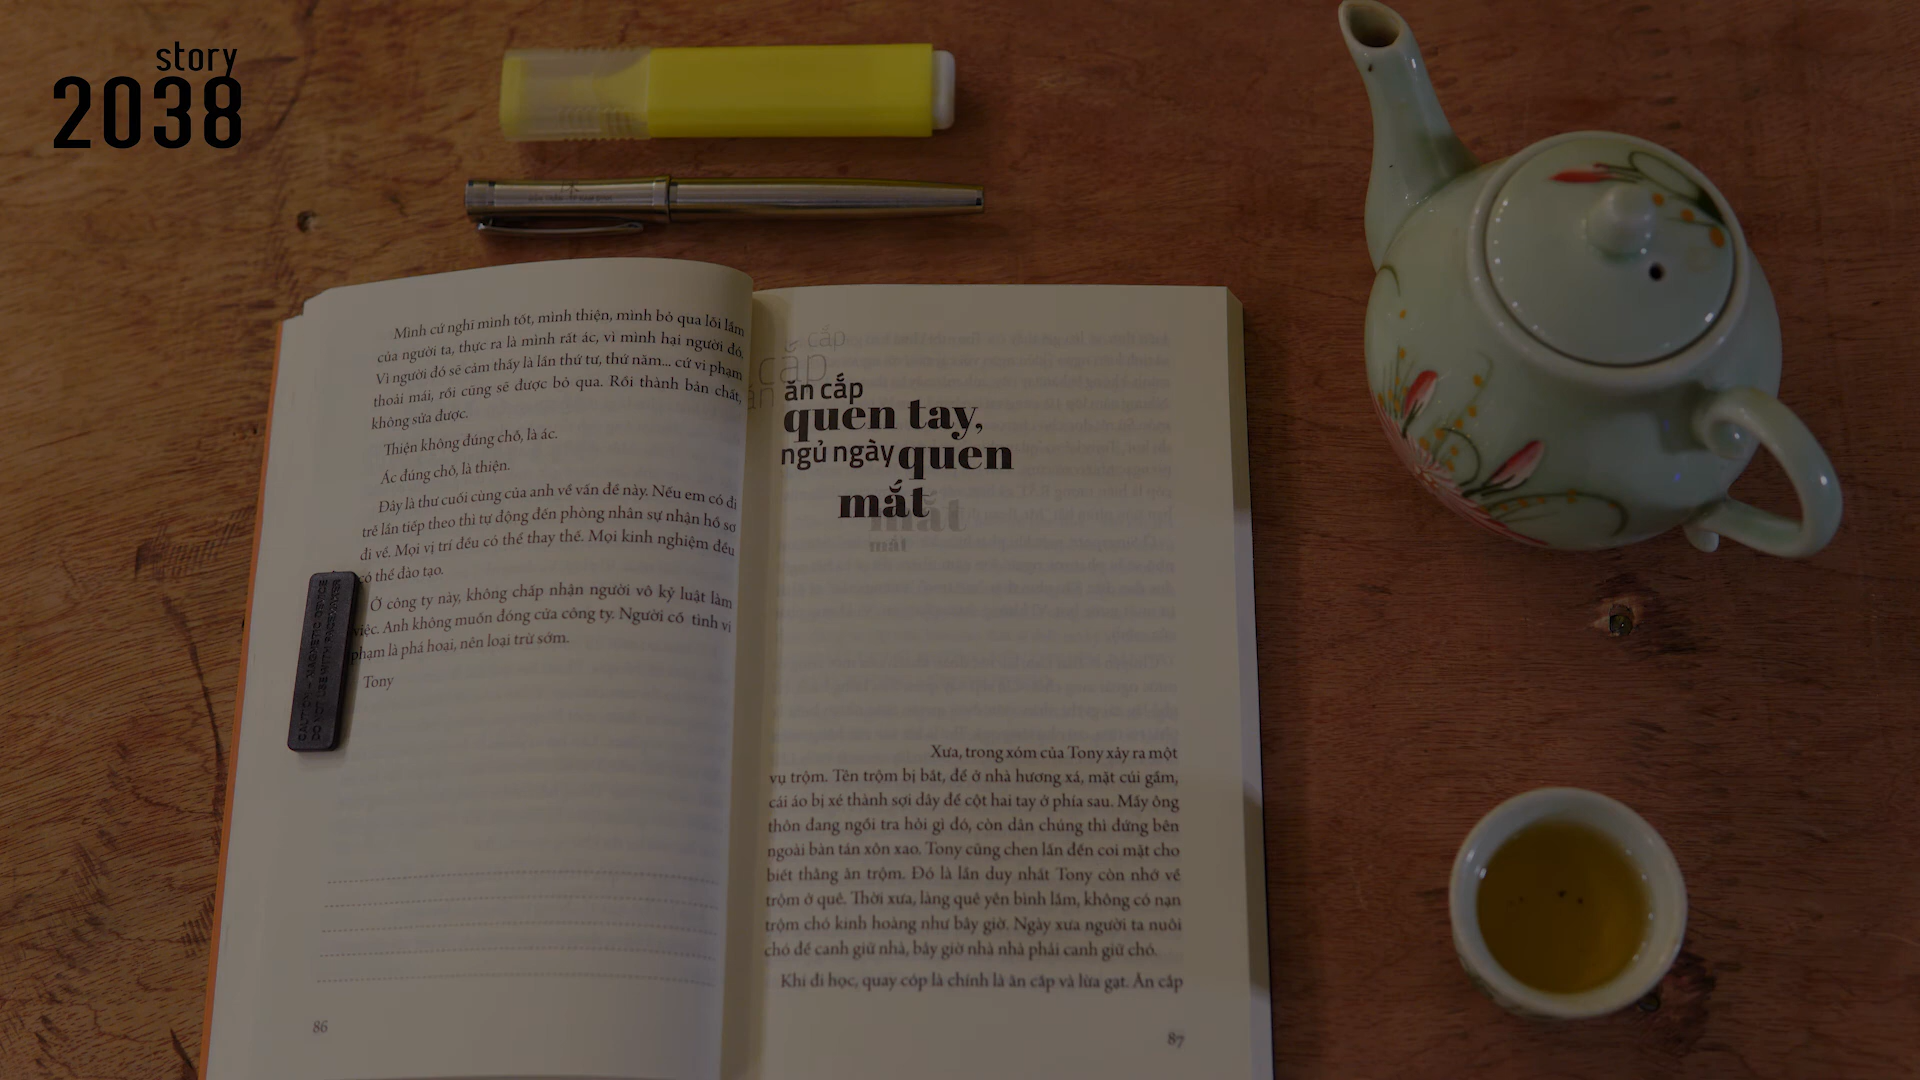 story
2038
Mình cứ nghĩ mình tốt, mình thiện, mình bỏ qua lỗi lầm
của người ta, thực ra là mình rất ác, vì mình hại người đó.
Vì người đó sẽ cảm thấy là lần thứ tư, thứ năm... cứ vi phạm
thoải mái, rồi cũng sẽ được bỏ qua. Rồi thành bản chất,
không sửa được.
Thiện không đúng chỗ, là ác.
Ác đúng chỗ, là thiện.
Đây là thư cuối cùng của anh về vấn đề này. Nếu em có đi
trễ lần tiếp theo thì tự động đến phòng nhân sự nhận hồ sơ
đi về. Mọi vị trí đều có thể thay thế. Mọi kinh nghiệm đều
có thể đào tạo.
Ở công ty này, không chấp nhận người vô kỷ luật làm
việc. Anh không muốn đóng cửa công ty. Người cố tình vi
phạm là phá hoại, nên loại trừ sớm.
Tony
CAUTION - MAGNETIC DEVICE
DO NOT USE WITH PACEMAKER
86
cắp
cắp
ăn
ăn cắp
quen tay,
ngủ ngày quen
mắt
mắt
mắt
Xưa, trong xóm của Tony xảy ra một
vụ trộm. Tên trộm bị bắt, để ở nhà hương xã, mặt cúi gầm,
cái áo bị xé thành sợi dây để cột hai tay ở phía sau. Mấy ông
thôn đang ngồi tra hỏi gì đó, còn dân chúng thì đứng bên
ngoài bàn tán xôn xao. Tony cũng chen lấn đến coi mặt cho
biết thằng ăn trộm. Đó là lần duy nhất Tony còn nhớ về
trộm ở quê. Thời xưa, làng quê yên bình lắm, không có nạn
trộm chó kinh hoàng như bây giờ. Ngày xưa người ta nuôi
chó để canh giữ nhà, bây giờ nhà nhà phải canh giữ chó.
Khi đi học, quay cóp là chính là ăn cắp và lừa gạt. Ăn cắp
87